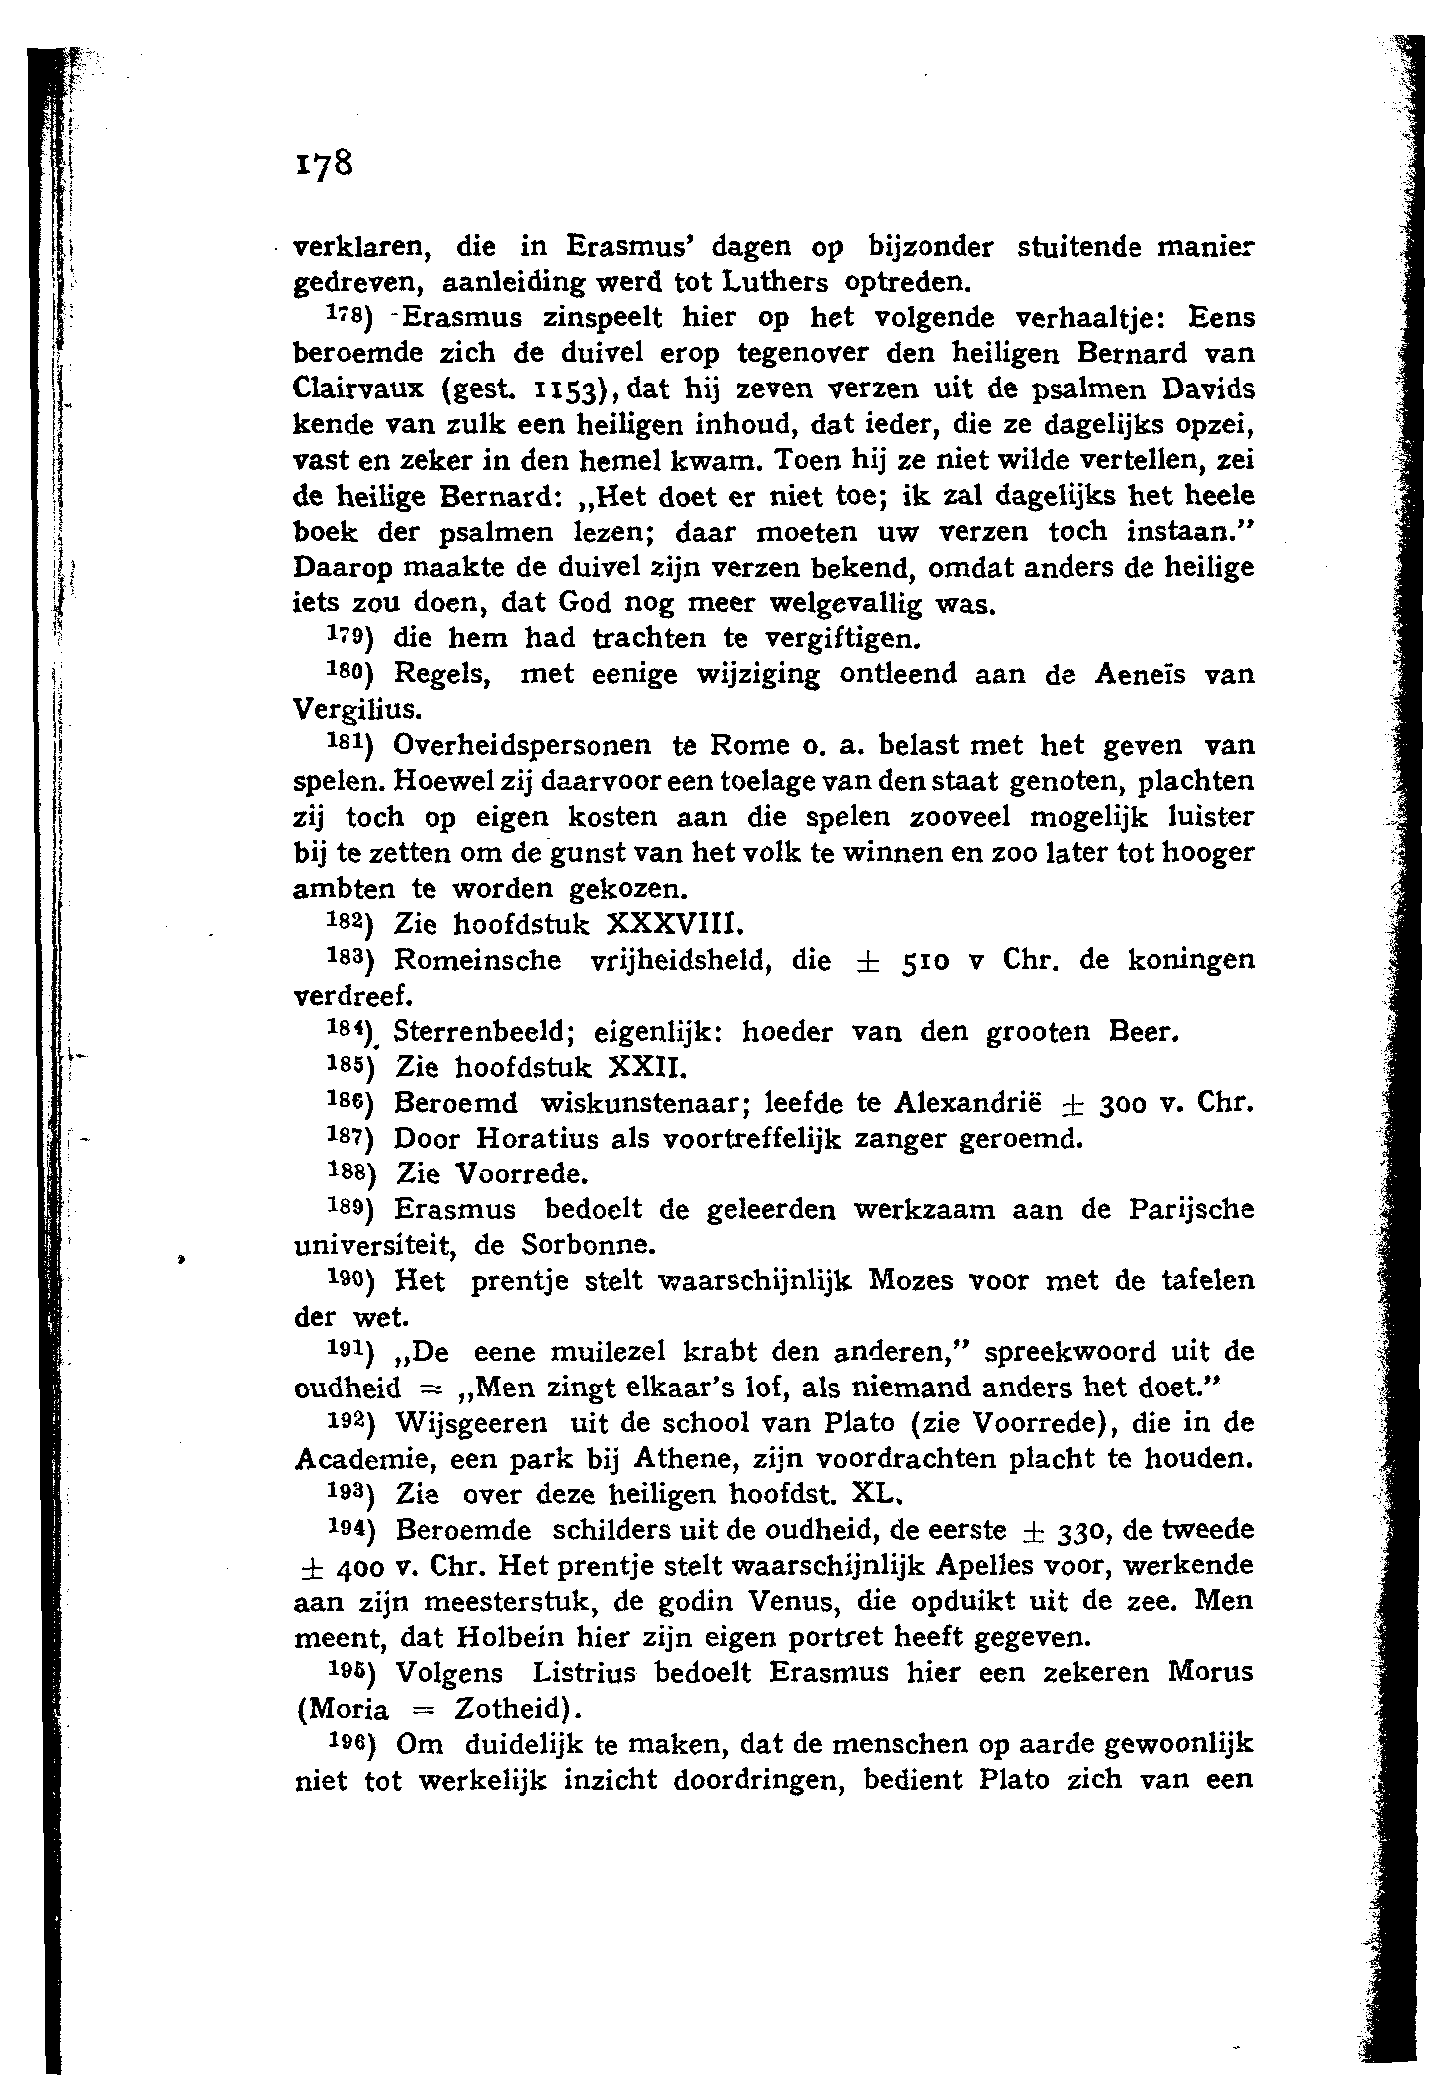 178
verklaren, die in Erasmus' dagen op bijzonder stuitende manier
gedreven, aanleiding werd tot Luthers optreden.
178) -Erasmus zinspeelt hier op het volgende verhaaltje: Eens
beroemde zich de duivel erop tegenover den heiligen Bernard van
Clairvaux (gest. 1153), dat hij zeven verzen uit de psalmen Davids
kende van zulk een heiligen inhoud, dat ieder, die ze dagelijks opzei,
vast en zeker in den hemel kwam. Toen hij ze niet wilde vertellen, zei
de heilige Bernard: „Het doet er niet toe; ik zal dagelijks het heele
boek der psalmen lezen; daar moeten uw verzen toch instaan.”
Daarop maakte de duivel zijn verzen bekend, omdat anders de heilige
iets zou doen, dat God nog meer welgevallig was.
179) die hem had trachten te vergiftigen.
180) Regels, met eenige wijziging ontleend aan de Aeneïs van
Vergilius.
181) Overheidspersonen te Rome o. a. belast met het geven van
spelen. Hoewel zij daarvoor een toelage van den staat genoten, plachten
zij toch op eigen kosten aan die spelen zooveel mogelijk luister
bij te zetten om de gunst van het volk te winnen en zoo later tot hooger
ambten te worden gekozen.
182) Zie hoofdstuk XXXVIII.
183) Romeinsche vrijheidsheld, die ± 510 v Chr. de koningen
verdreef.
184) Sterrenbeeld; eigenlijk: hoeder van den grooten Beer.
185) Zie hoofdstuk XXII.
186) Beroemd wiskunstenaar; leefde te Alexandrië ± 300 v. Chr.
187) Door Horatius als voortreffelijk zanger geroemd.
188) Zie Voorrede.
189) Erasmus bedoelt de geleerden werkzaam aan de Parijsche
universiteit, de Sorbonne.
190) Het prentje stelt waarschijnlijk Mozes voor met de tafelen
der wet.
191) „De eene muilezel krabt den anderen,” spreekwoord uit de
oudheid = „Men zingt elkaar's lof, als niemand anders het doet.”
192) Wijsgeeren uit de school van Plato (zie Voorrede), die in de
Academie, een park bij Athene, zijn voordrachten placht te houden.
193) Zie over deze heiligen hoofdst. XL.
194) Beroemde schilders uit de oudheid, de eerste ± 330, de tweede
± 400 v. Chr. Het prentje stelt waarschijnlijk Apelles voor, werkende
aan zijn meesterstuk, de godin Venus, die opduikt uit de zee. Men
meent, dat Holbein hier zijn eigen portret heeft gegeven.
195) Volgens Listrius bedoelt Erasmus hier een zekeren Morus
(Moria = Zotheid).
196) Om duidelijk te maken, dat de menschen op aarde gewoonlijk
niet tot werkelijk inzicht doordringen, bedient Plato zich van een